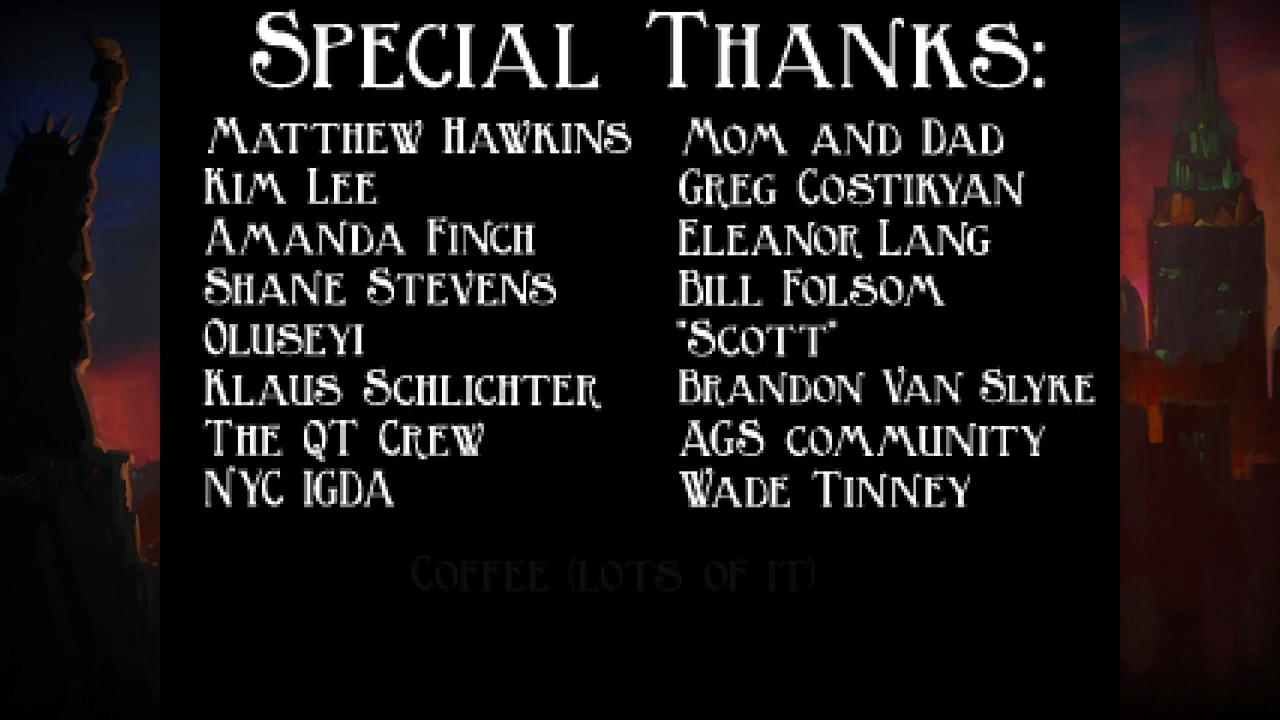 Special Thanks:
Matthew Hawkins
Kim Lee
Amanda Finch
Shane Stevens
Oluseyi
Klaus Schlichter
The QT Crew
NYC IGDA
Mom and Dad
Greg Costikyan
Eleanor Lang
Bill Folsom
"Scott"
Brandon Van Slyke
AGS community
Wade Tinney
Coffee (lots of it)